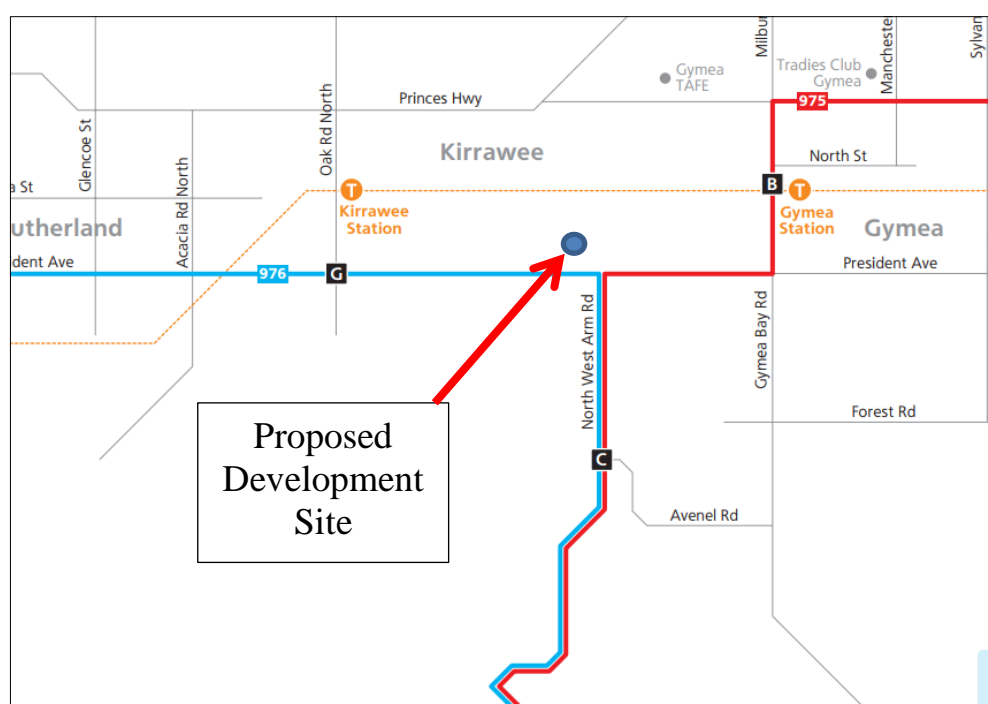 Milbu
Manchester
Sylvan
Tradies Club
Gymea
Gymea
TAFE
975
Princes Hwy
Oak Rd North
Glencoe St
Acacia Rd North
Kirrawee
North St
a St
T
Kirrawee
Station
B
T
Gymea
Station
utherland
Gymea
dent Ave
976
G
President Ave
North West Arm Rd
Gymea Bay Rd
Proposed
Development
Site
Forest Rd
C
Avenel Rd